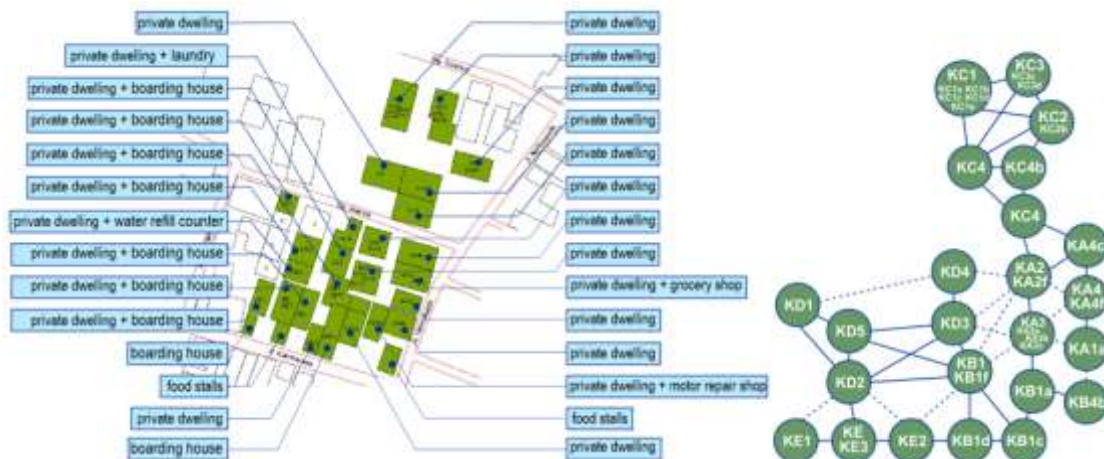 private dwelling
private dwelling + laundry
private dwelling + boarding house
private dwelling + boarding house
private dwelling + boarding house
private dwelling + boarding house
private dwelling + water refill counter
private dwelling + boarding house
private dwelling + boarding house
private dwelling + boarding house
boarding house
food stalls
private dwelling
boarding house
private dwelling
private dwelling
private dwelling
private dwelling
private dwelling
private dwelling
private dwelling
private dwelling
private dwelling + grocery shop
private dwelling
private dwelling
private dwelling + motor repair shop
food stalls
private dwelling
KC1
KC3
KC2
KC4
KC4b
KC4
KA4c
KD4
KA2
KA2f
KA4
KA4f
KD1
KD5
KD3
KA3
KA1a
KB1
KB1f
KD2
KB1a
KB4b
KE1
KE
KE3
KE2
KB1d
KB1c